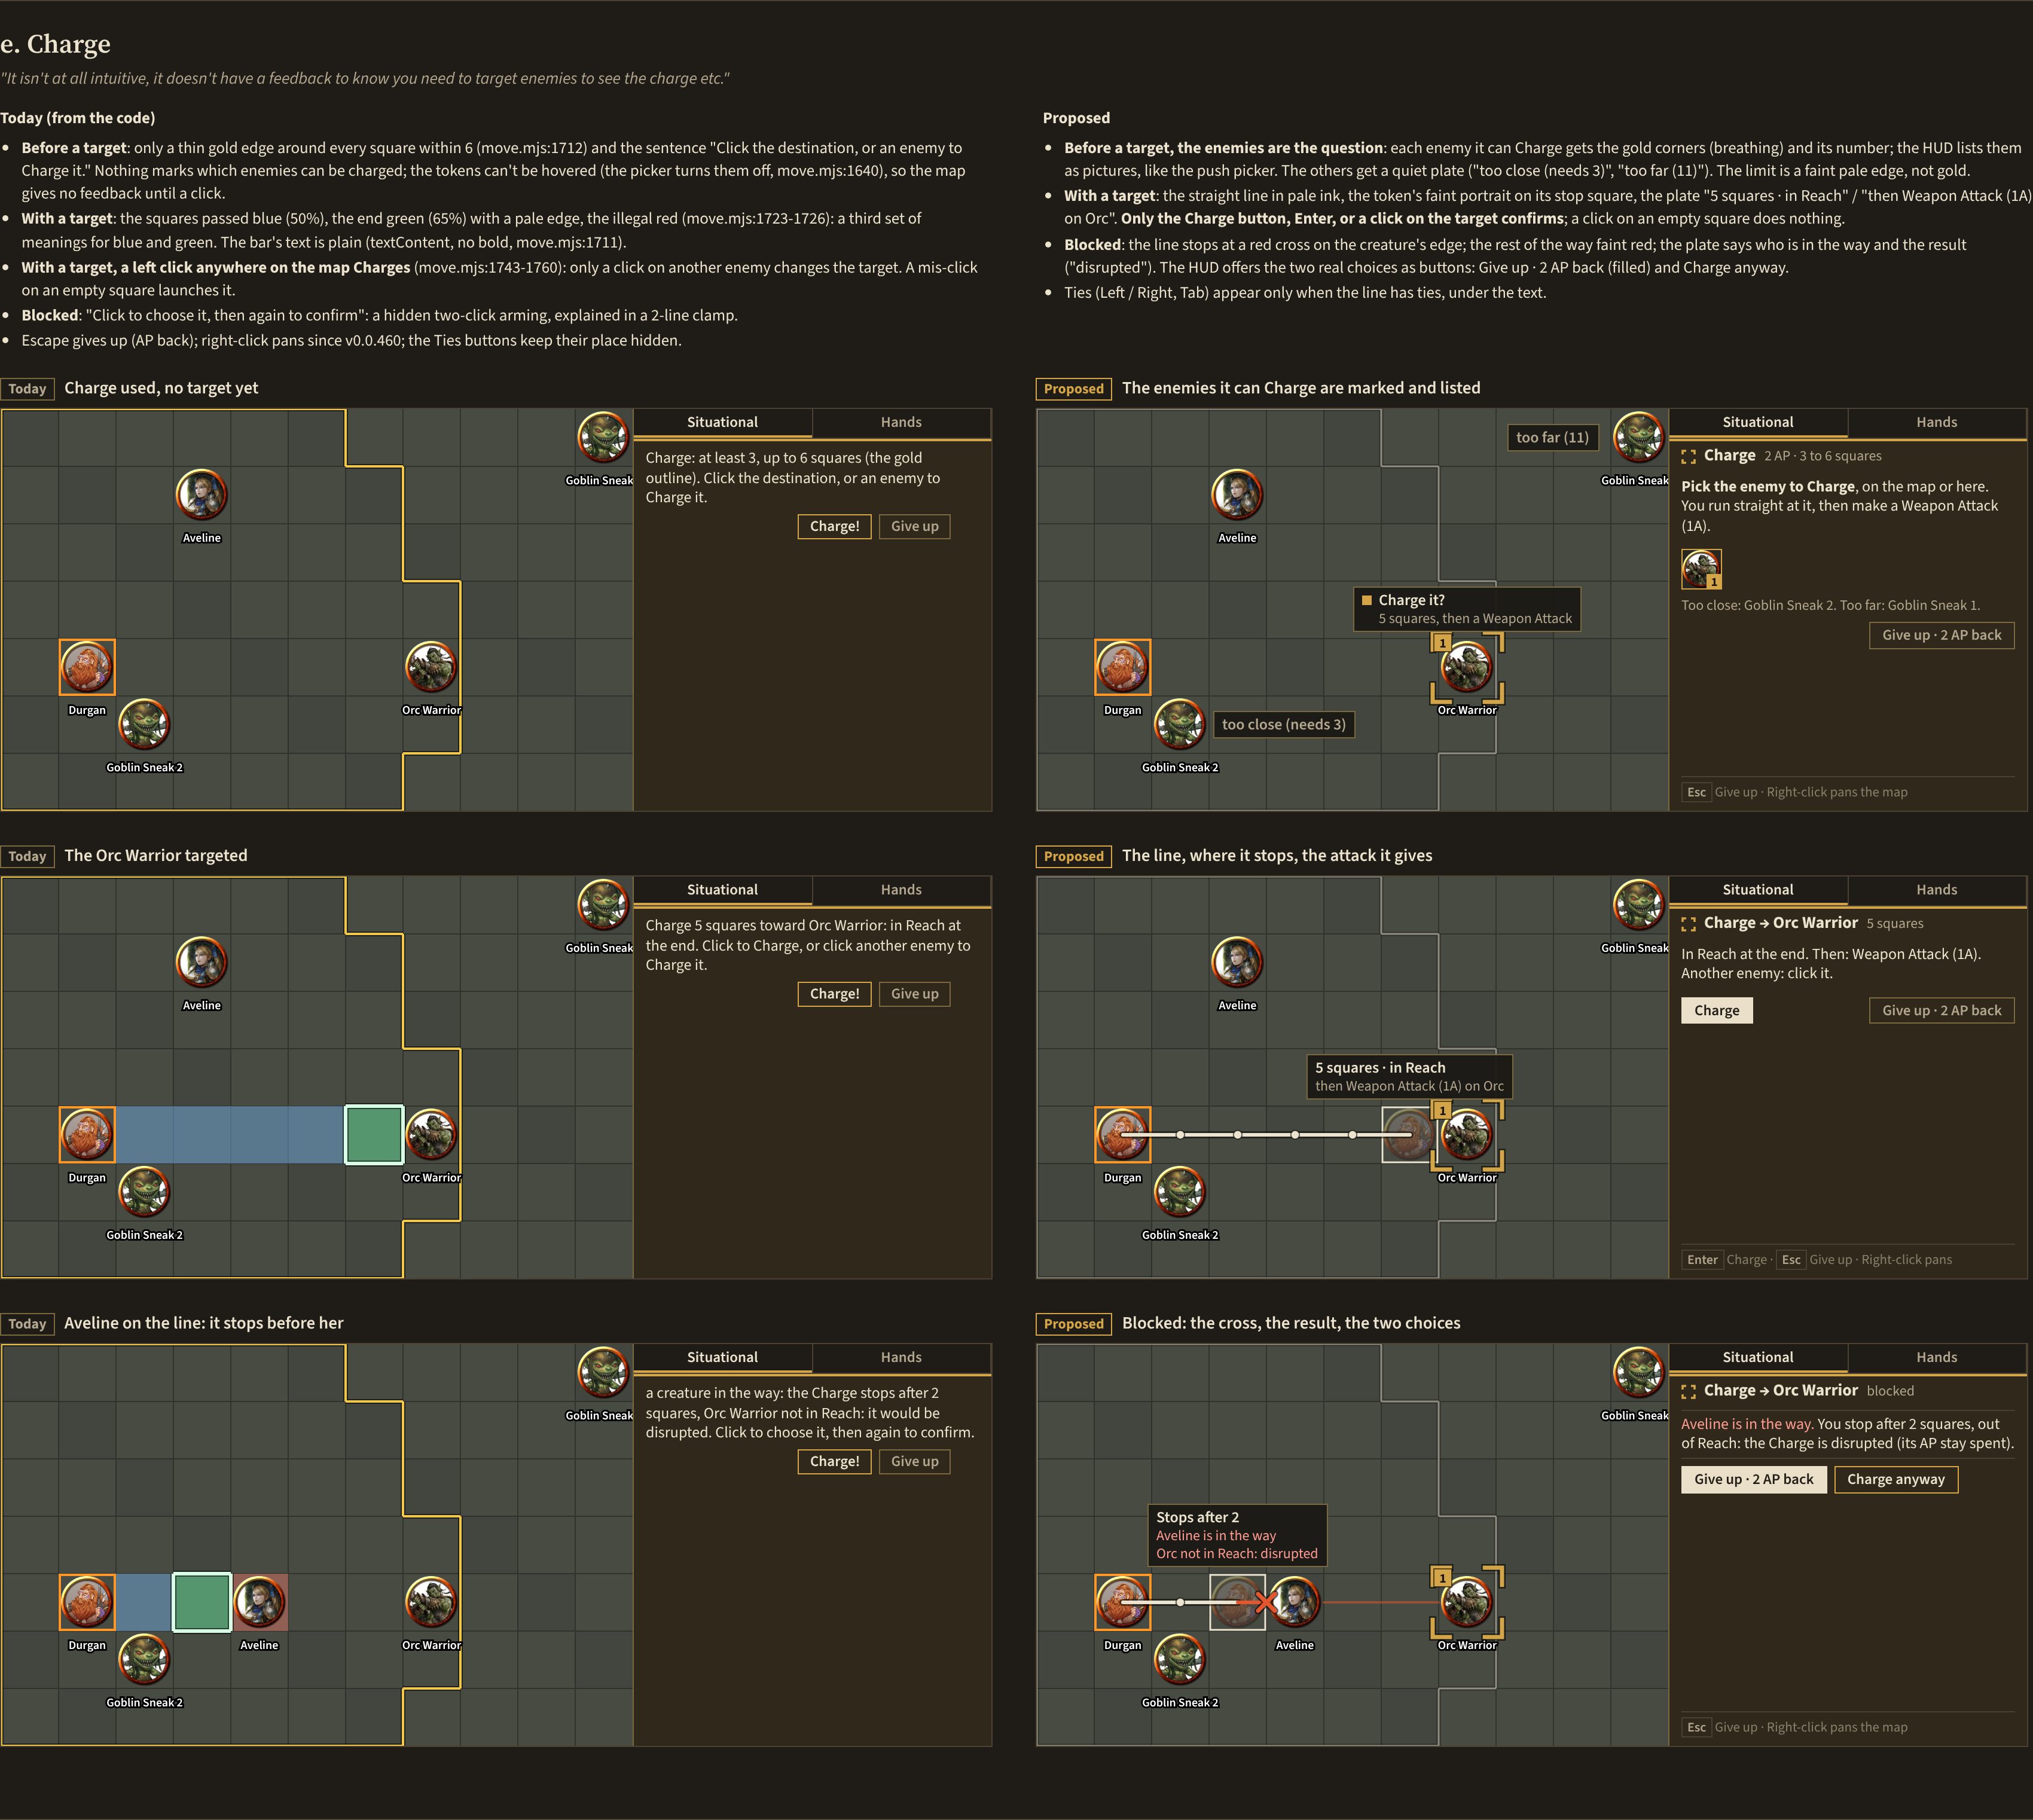 e. Charge
"It isn't at all intuitive, it doesn't have a feedback to know you need to target enemies to see the charge etc."
Today (from the code)
• Before a target: only a thin gold edge around every square within 6 (move.mjs:1712) and the sentence "Click the destination, or an enemy to
Charge it." Nothing marks which enemies can be charged; the tokens can't be hovered (the picker turns them off, move.mjs:1640), so the map
gives no feedback until a click.
• With a target: the squares passed blue (50%), the end green (65%) with a pale edge, the illegal red (move.mjs:1723-1726): a third set of
meanings for blue and green. The bar's text is plain (textContent, no bold, move.mjs:1711).
• With a target, a left click anywhere on the map Charges (move.mjs:1743-1760): only a click on another enemy changes the target. A mis-click
on an empty square launches it.
• Blocked: "Click to choose it, then again to confirm": a hidden two-click arming, explained in a 2-line clamp.
• Escape gives up (AP back); right-click pans since v0.0.460; the Ties buttons keep their place hidden.
Proposed
• Before a target, the enemies are the question: each enemy it can Charge gets the gold corners (breathing) and its number; the HUD lists them
as pictures, like the push picker. The others get a quiet plate ("too close (needs 3)", "too far (11)"). The limit is a faint pale edge, not gold.
• With a target: the straight line in pale ink, the token's faint portrait on its stop square, the plate "5 squares · in Reach" / "then Weapon Attack (1A)
on Orc". Only the Charge button, Enter, or a click on the target confirms; a click on an empty square does nothing.
• Blocked: the line stops at a red cross on the creature's edge; the rest of the way faint red; the plate says who is in the way and the result
("disrupted"). The HUD offers the two real choices as buttons: Give up · 2 AP back (filled) and Charge anyway.
• Ties (Left / Right, Tab) appear only when the line has ties, under the text.
Today Charge used, no target yet
Goblin Sneak
Aveline
Durgan
Orc Warrior
Goblin Sneak 2
Situational Hands
Charge: at least 3, up to 6 squares (the gold
outline). Click the destination, or an enemy to
Charge it.
Charge! Give up
Proposed The enemies it can Charge are marked and listed
too far (11)
Goblin Sneak
Aveline
Charge it?
5 squares, then a Weapon Attack
1
Durgan
Orc Warrior
too close (needs 3)
Goblin Sneak 2
Situational Hands
Charge 2 AP · 3 to 6 squares
Pick the enemy to Charge, on the map or here.
You run straight at it, then make a Weapon Attack
(1A).
1
Too close: Goblin Sneak 2. Too far: Goblin Sneak 1.
Give up · 2 AP back
Esc Give up · Right-click pans the map
Today The Orc Warrior targeted
Goblin Sneak
Aveline
Durgan
Orc Warrior
Goblin Sneak 2
Situational Hands
Charge 5 squares toward Orc Warrior: in Reach at
the end. Click to Charge, or click another enemy to
Charge it.
Charge! Give up
Proposed The line, where it stops, the attack it gives
Goblin Sneak
Aveline
5 squares · in Reach
then Weapon Attack (1A) on Orc
1
Durgan
Orc Warrior
Goblin Sneak 2
Situational Hands
Charge → Orc Warrior 5 squares
In Reach at the end. Then: Weapon Attack (1A).
Another enemy: click it.
Charge Give up · 2 AP back
Enter Charge · Esc Give up · Right-click pans
Today Aveline on the line: it stops before her
Goblin Sneak
Durgan
Aveline
Orc Warrior
Goblin Sneak 2
Situational Hands
a creature in the way: the Charge stops after 2
squares, Orc Warrior not in Reach: it would be
disrupted. Click to choose it, then again to confirm.
Charge! Give up
Proposed Blocked: the cross, the result, the two choices
Goblin Sneak
Stops after 2
Aveline is in the way
Orc not in Reach: disrupted
1
Durgan
Aveline
Orc Warrior
Goblin Sneak 2
Situational Hands
Charge → Orc Warrior blocked
Aveline is in the way. You stop after 2 squares, out
of Reach: the Charge is disrupted (its AP stay spent).
Give up · 2 AP back Charge anyway
Esc Give up · Right-click pans the map